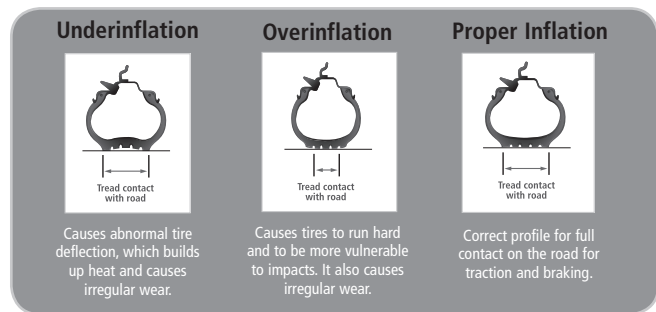 Underinflation
Tread contact
with road
Causes abnormal tire
deflection, which builds
up heat and causes
irregular wear.
Overinflation
Tread contact
with road
Causes tires to run hard
and to be more vulnerable
to impacts. It also causes
irregular wear.
Proper Inflation
Tread contact
with road
Correct profile for full
contact on the road for
traction and braking.